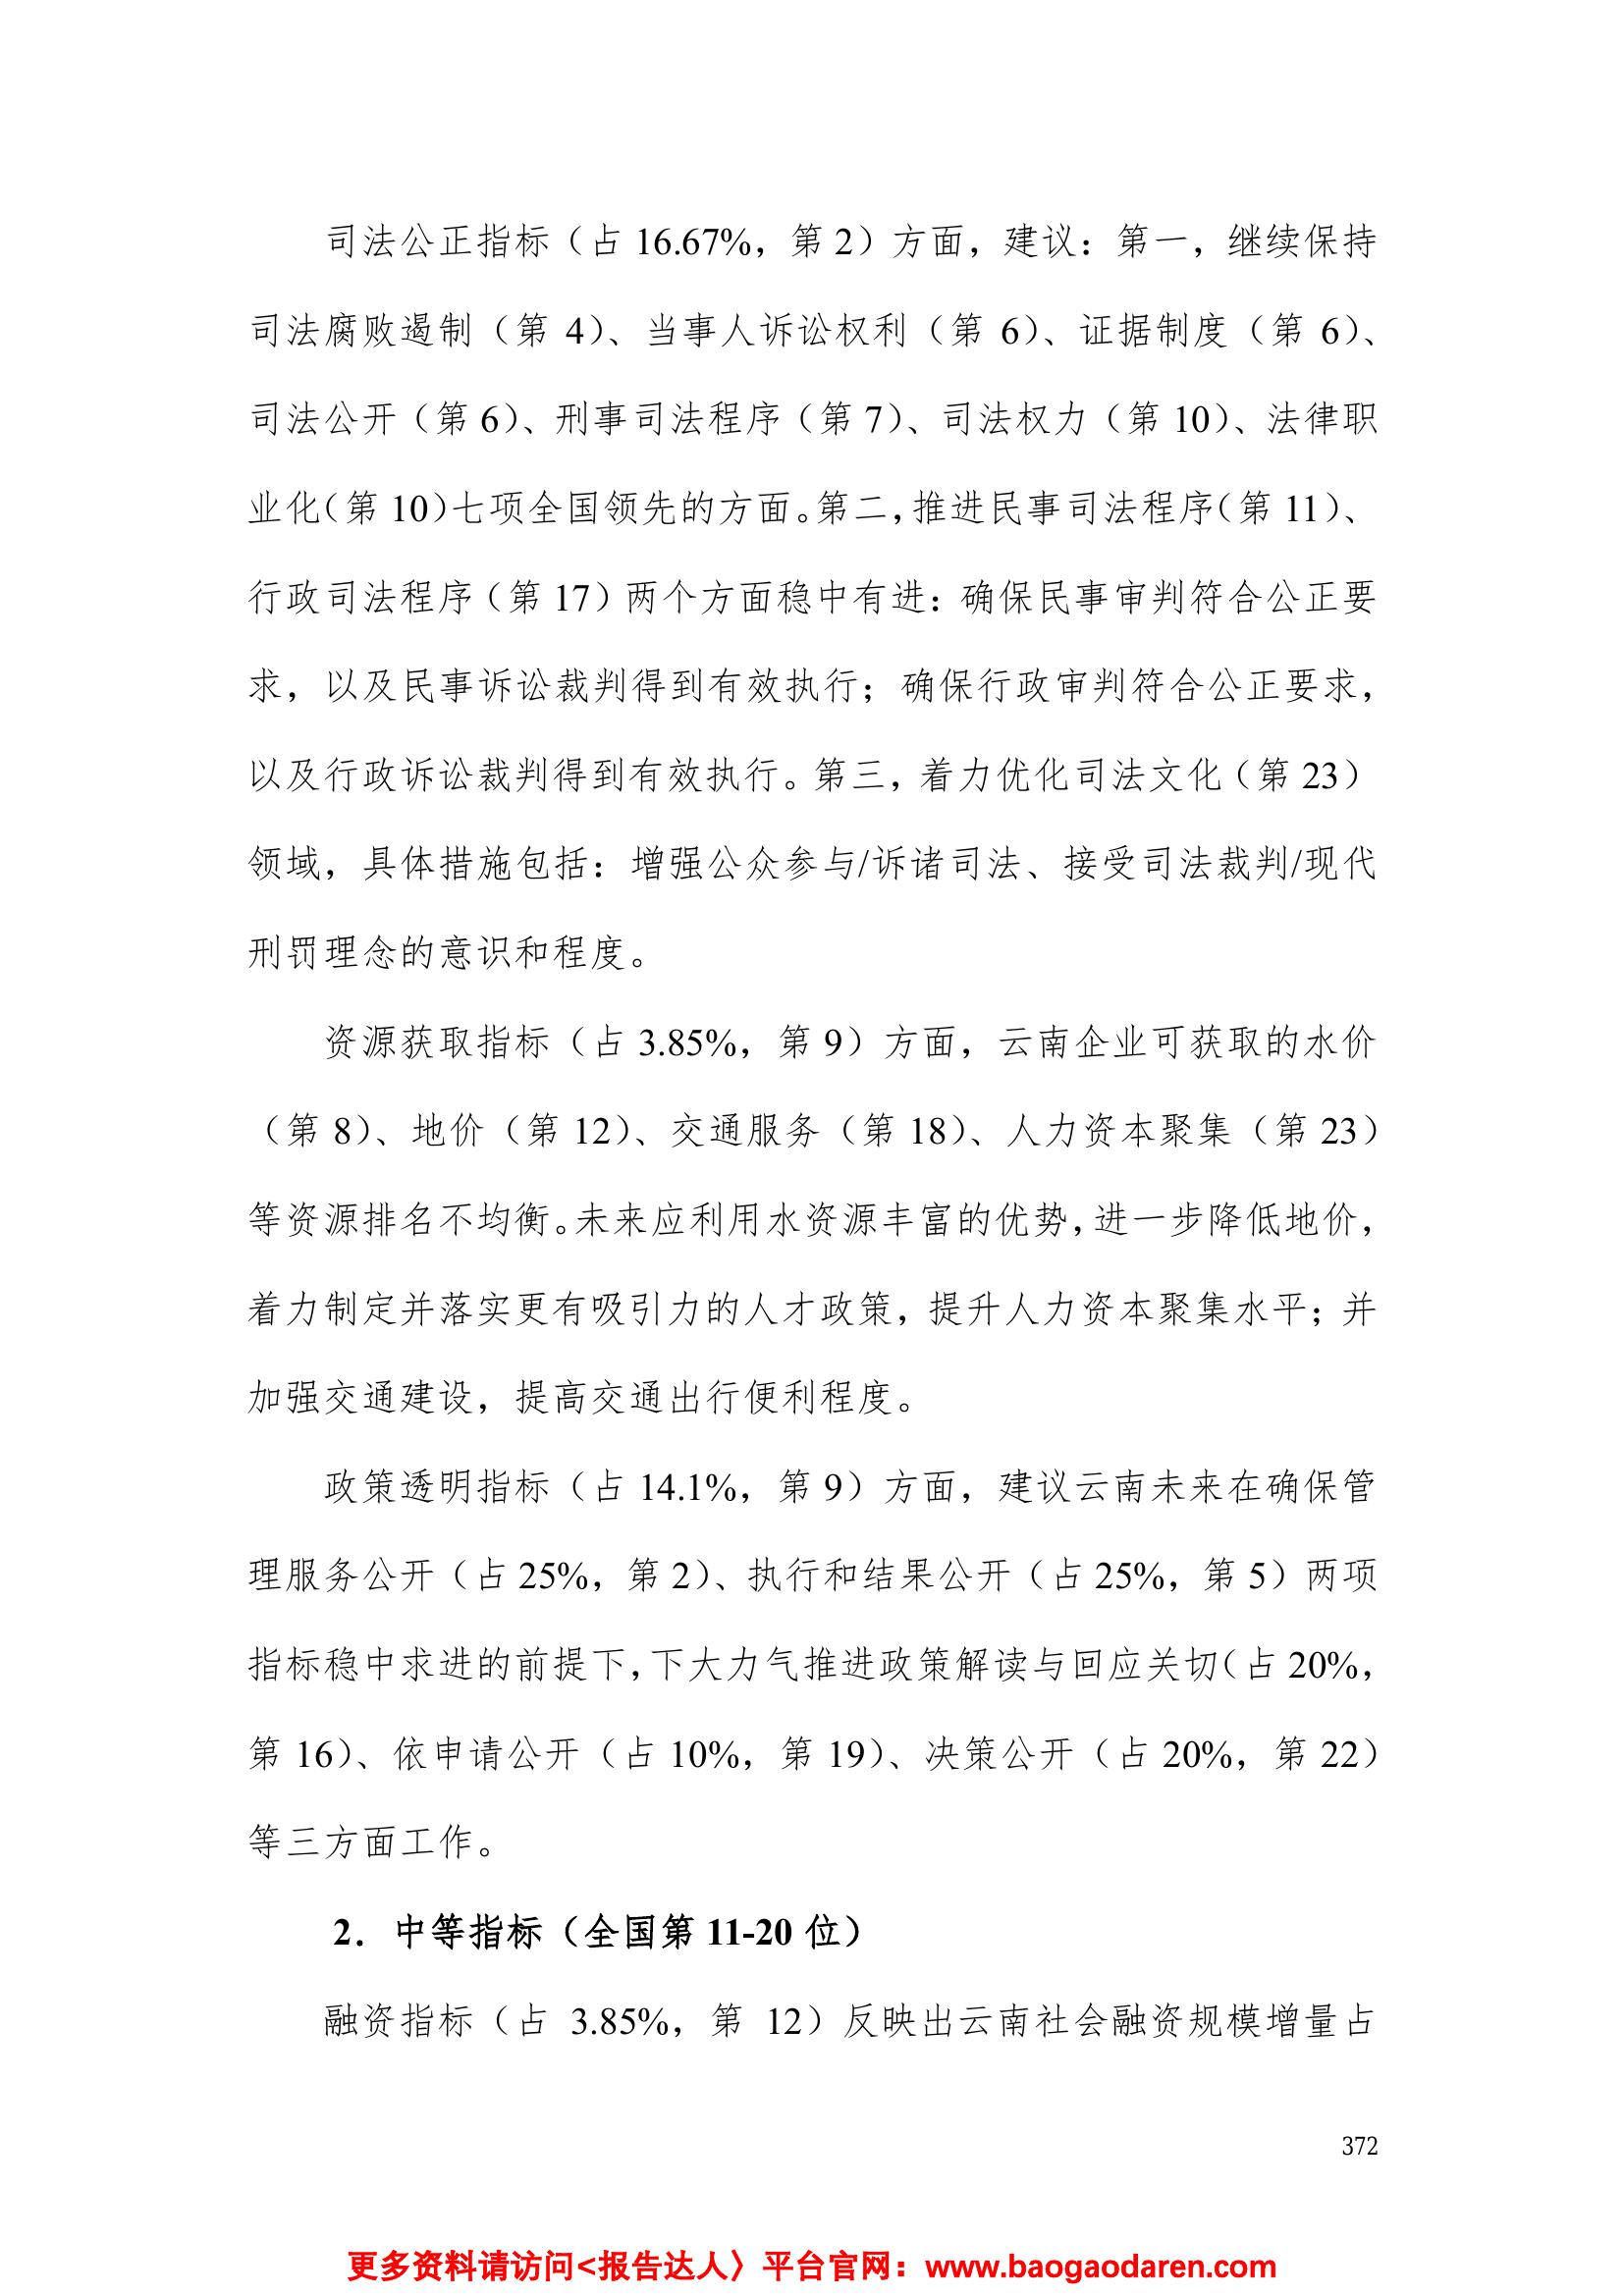 司法公正指标（占 16.67%，第 2）方面，建议：第一，继续保持
司法腐败遏制（第 4）、当事人诉讼权利（第 6）、证据制度（第 6）、
司法公开（第 6）、刑事司法程序（第 7）、司法权力（第 10）、法律职
业化（第 10）七项全国领先的方面。第二，推进民事司法程序（第 11）、
行政司法程序（第 17）两个方面稳中有进：确保民事审判符合公正要
求，以及民事诉讼裁判得到有效执行；确保行政审判符合公正要求，
以及行政诉讼裁判得到有效执行。第三，着力优化司法文化（第 23）
领域，具体措施包括：增强公众参与/诉诸司法、接受司法裁判/现代
刑罚理念的意识和程度。
资源获取指标（占 3.85%，第 9）方面，云南企业可获取的水价
（第 8）、地价（第 12）、交通服务（第 18）、人力资本聚集（第 23）
等资源排名不均衡。未来应利用水资源丰富的优势，进一步降低地价，
着力制定并落实更有吸引力的人才政策，提升人力资本聚集水平；并
加强交通建设，提高交通出行便利程度。
政策透明指标（占 14.1%，第 9）方面，建议云南未来在确保管
理服务公开（占 25%，第 2）、执行和结果公开（占 25%，第 5）两项
指标稳中求进的前提下，下大力气推进政策解读与回应关切（占 20%，
第 16）、依申请公开（占 10%，第 19）、决策公开（占 20%，第 22）
等三方面工作。
2．中等指标（全国第 11-20 位）
融资指标（占 3.85%，第 12）反映出云南社会融资规模增量占
372
更多资料请访问<报告达人〉平台官网：www.baogaodaren.com